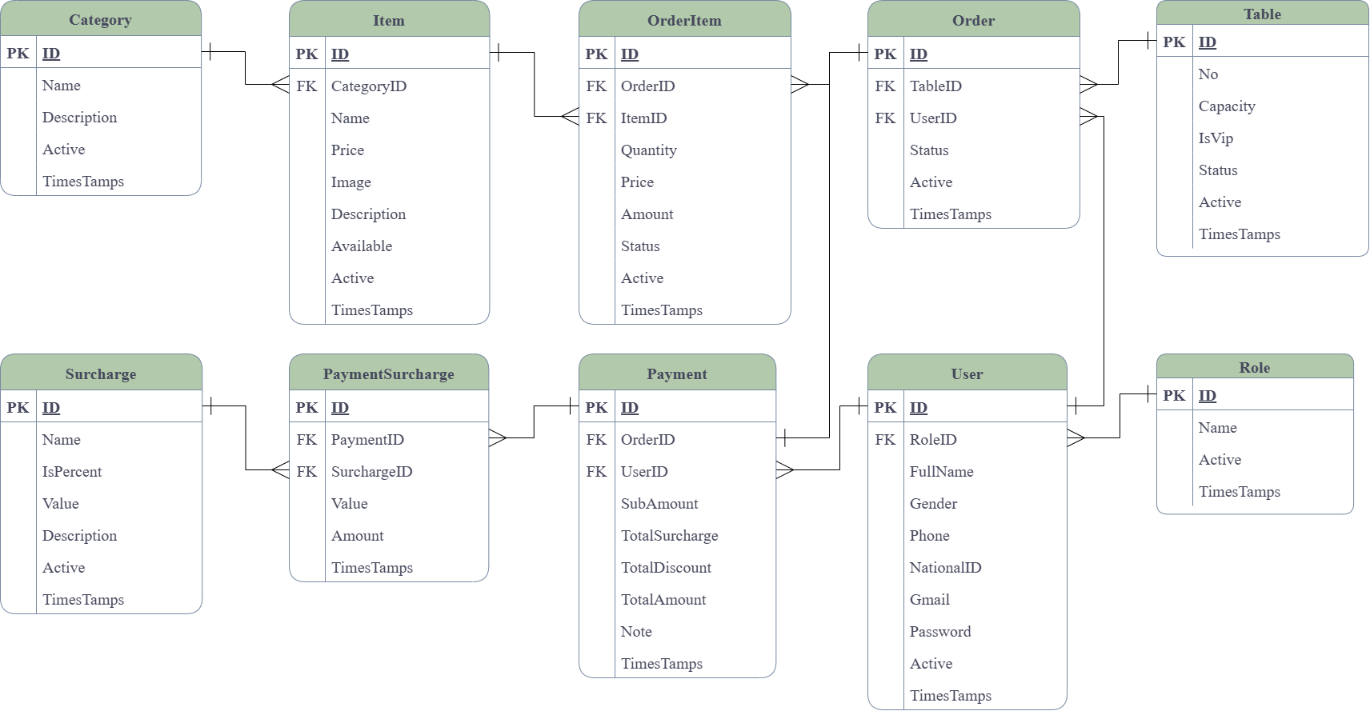 Category
PK ID
Name
Description
Active
TimesTamps
Item
PK ID
FK CategoryID
Name
Price
Image
Description
Available
Active
TimesTamps
OrderItem
PK ID
FK OrderID
FK ItemID
Quantity
Price
Amount
Status
Active
TimesTamps
Order
PK ID
FK TableID
FK UserID
Status
Active
TimesTamps
Table
PK ID
No
Capacity
IsVip
Status
Active
TimesTamps
Surcharge
PK ID
Name
IsPercent
Value
Description
Active
TimesTamps
PaymentSurcharge
PK ID
FK PaymentID
FK SurchargeID
Value
Amount
TimesTamps
Payment
PK ID
FK OrderID
FK UserID
SubAmount
TotalSurcharge
TotalDiscount
TotalAmount
Note
TimesTamps
User
PK ID
FK RoleID
FullName
Gender
Phone
NationalID
Gmail
Password
Active
TimesTamps
Role
PK ID
Name
Active
TimesTamps